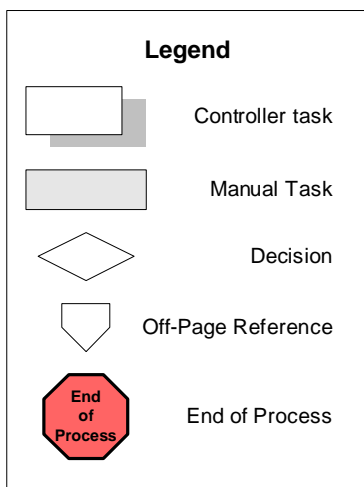 Legend
Controller task
Manual Task
Decision
Off-Page Reference
End
of
Process
End of Process